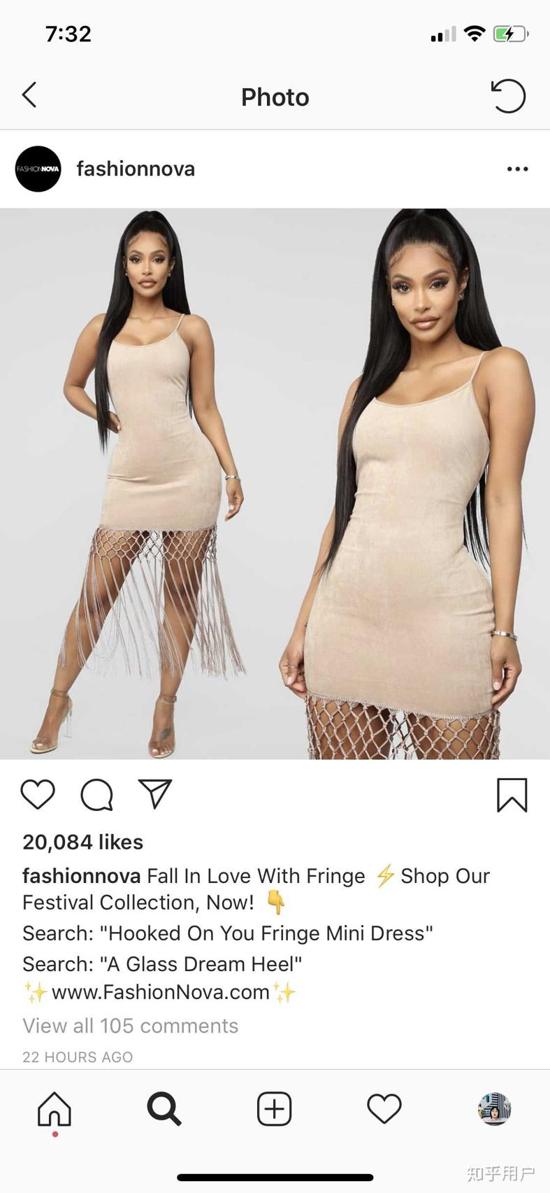 7:32
Photo
FASHIONNOVA
fashionnova
20,084 likes
fashionnova Fall In Love With Fringe ⚡ Shop Our
Festival Collection, Now! 👇
Search: "Hooked On You Fringe Mini Dress"
Search: "A Glass Dream Heel"
✨www.FashionNova.com✨
View all 105 comments
22 HOURS AGO
知乎用户